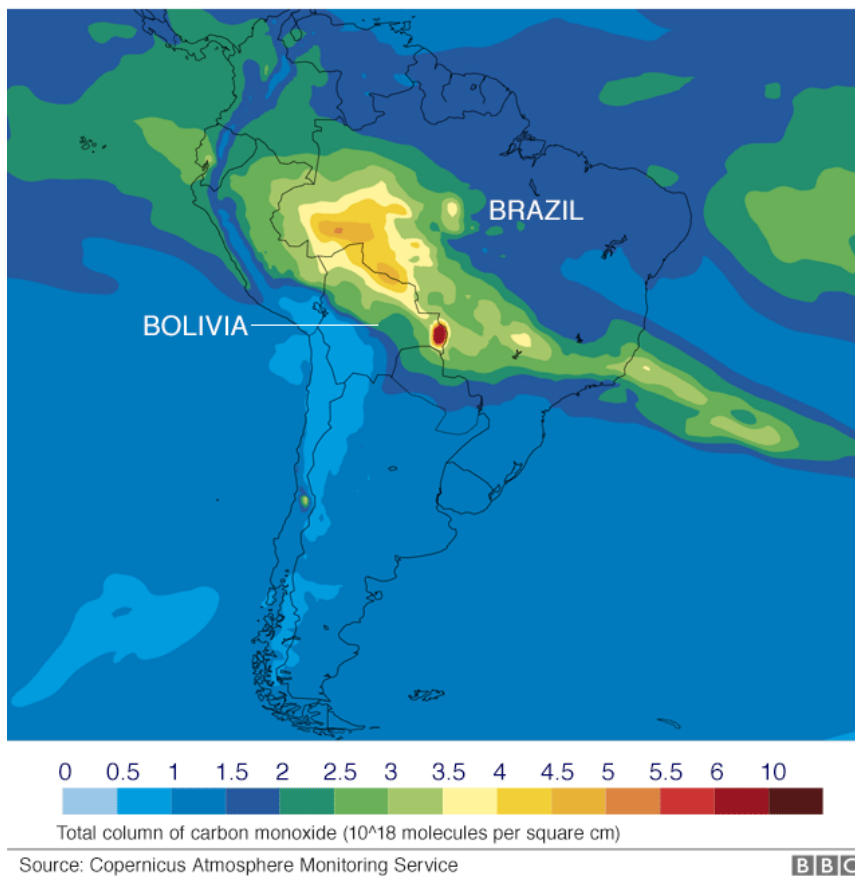 BRAZIL
BOLIVIA
0 0.5 1 1.5 2 2.5 3 3.5 4 4.5 5 5.5 6 10
Total column of carbon monoxide (10^18 molecules per square cm)
Source: Copernicus Atmosphere Monitoring Service
BBC